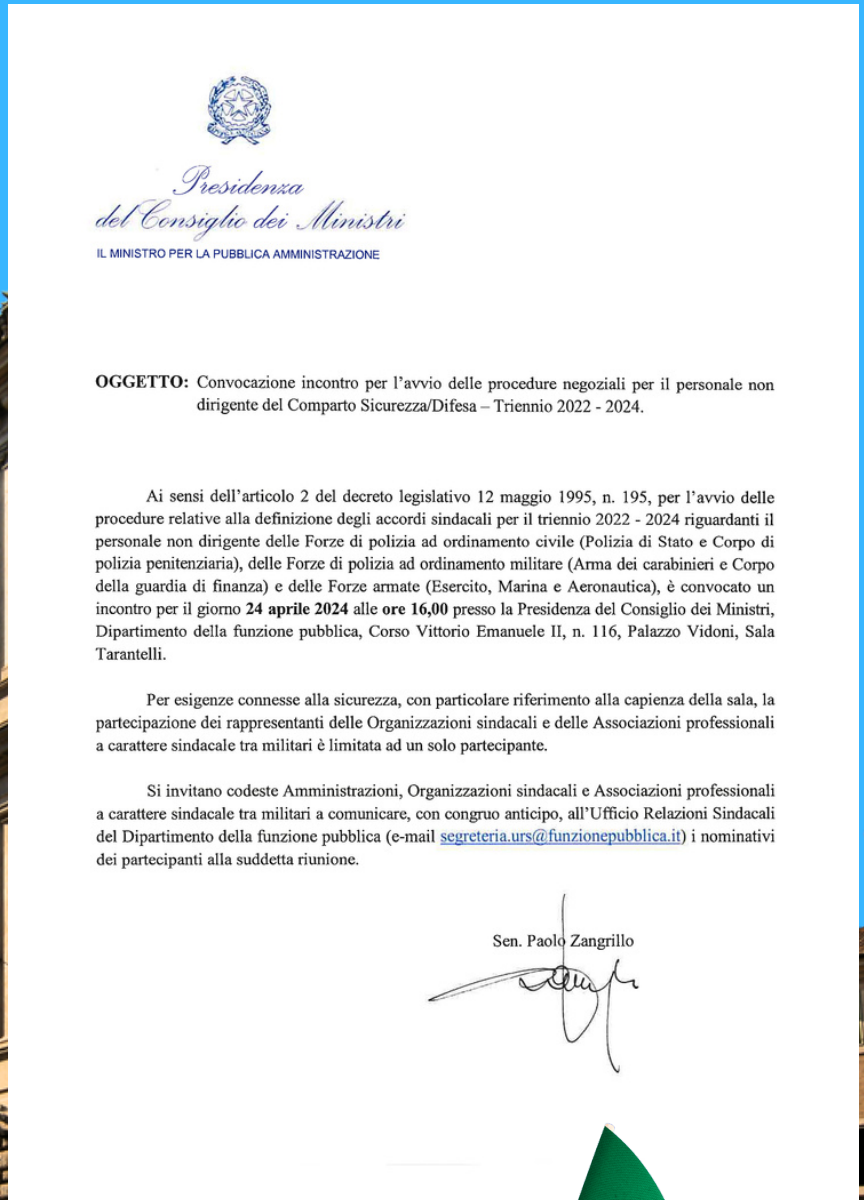 Presidenza
del Consiglio dei Ministri
IL MINISTRO PER LA PUBBLICA AMMINISTRAZIONE
OGGETTO: Convocazione incontro per l’avvio delle procedure negoziali per il personale non
dirigente del Comparto Sicurezza/Difesa – Triennio 2022 - 2024.
Ai sensi dell’articolo 2 del decreto legislativo 12 maggio 1995, n. 195, per l’avvio delle
procedure relative alla definizione degli accordi sindacali per il triennio 2022 - 2024 riguardanti il
personale non dirigente delle Forze di polizia ad ordinamento civile (Polizia di Stato e Corpo di
polizia penitenziaria), delle Forze di polizia ad ordinamento militare (Arma dei carabinieri e Corpo
della guardia di finanza) e delle Forze armate (Esercito, Marina e Aeronautica), è convocato un
incontro per il giorno 24 aprile 2024 alle ore 16,00 presso la Presidenza del Consiglio dei Ministri,
Dipartimento della funzione pubblica, Corso Vittorio Emanuele II, n. 116, Palazzo Vidoni, Sala
Tarantelli.
Per esigenze connesse alla sicurezza, con particolare riferimento alla capienza della sala, la
partecipazione dei rappresentanti delle Organizzazioni sindacali e delle Associazioni professionali
a carattere sindacale tra militari è limitata ad un solo partecipante.
Si invitano codeste Amministrazioni, Organizzazioni sindacali e Associazioni professionali
a carattere sindacale tra militari a comunicare, con congruo anticipo, all’Ufficio Relazioni Sindacali
del Dipartimento della funzione pubblica (e-mail segreteria.urs@funzionepubblica.it) i nominativi
dei partecipanti alla suddetta riunione.
Sen. Paolo Zangrillo